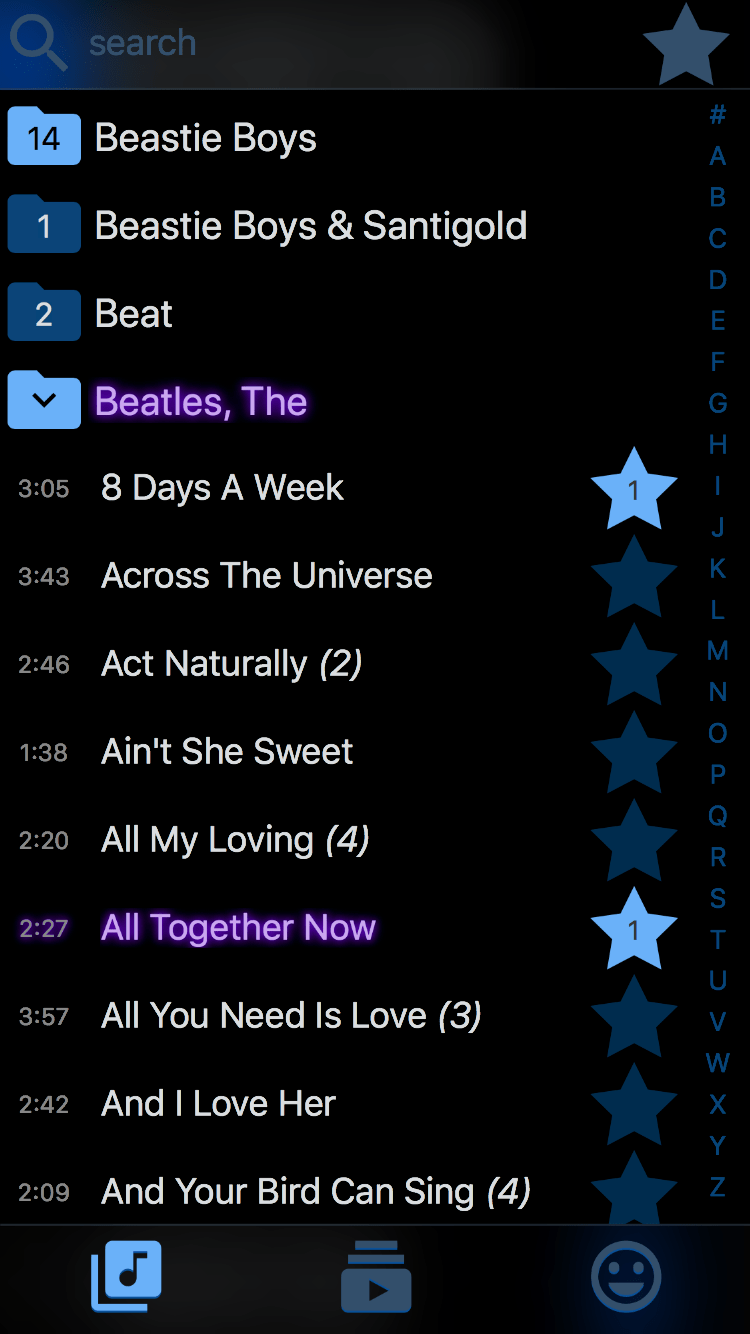 search
14 Beastie Boys
1 Beastie Boys & Santigold
2 Beat
Beatles, The
3:05 8 Days A Week 1
3:43 Across The Universe
2:46 Act Naturally (2)
1:38 Ain't She Sweet
2:20 All My Loving (4)
2:27 All Together Now 1
3:57 All You Need Is Love (3)
2:42 And I Love Her
2:09 And Your Bird Can Sing (4)
#
A
B
C
D
E
F
G
H
I
J
K
L
M
N
O
P
Q
R
S
T
U
V
W
X
Y
Z